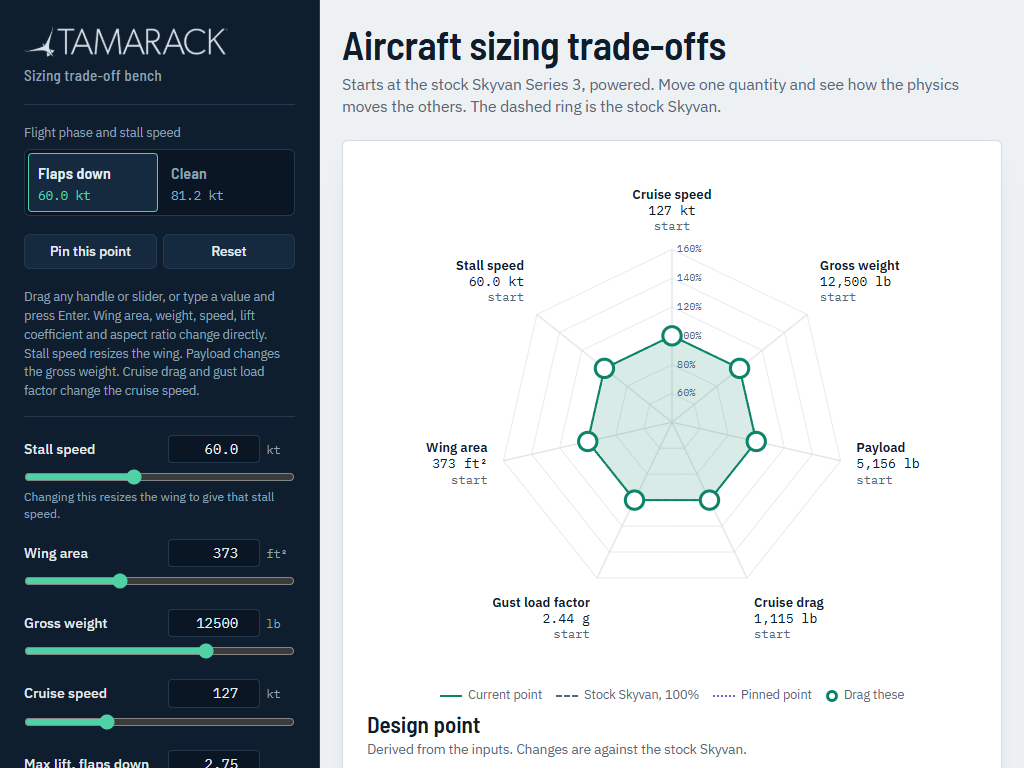 TAMARACK
Sizing trade-off bench
Flight phase and stall speed
Flaps down
60.0 kt
Clean
81.2 kt
Pin this point
Reset
Drag any handle or slider, or type a value and
press Enter. Wing area, weight, speed, lift
coefficient and aspect ratio change directly.
Stall speed resizes the wing. Payload changes
the gross weight. Cruise drag and gust load
factor change the cruise speed.
Stall speed 60.0 kt
Changing this resizes the wing to give that stall
speed.
Wing area 373 ft²
Gross weight 12500 lb
Cruise speed 127 kt
Max lift, flaps down 2.75
Aircraft sizing trade-offs
Starts at the stock Skyvan Series 3, powered. Move one quantity and see how the physics
moves the others. The dashed ring is the stock Skyvan.
Cruise speed
127 kt
start
160%
140%
120%
00%
80%
60%
Gross weight
12,500 lb
start
Payload
5,156 lb
start
Cruise drag
1,115 lb
start
Gust load factor
2.44 g
start
Wing area
373 ft²
start
Stall speed
60.0 kt
start
Current point
Stock Skyvan, 100%
Pinned point
Drag these
Design point
Derived from the inputs. Changes are against the stock Skyvan.